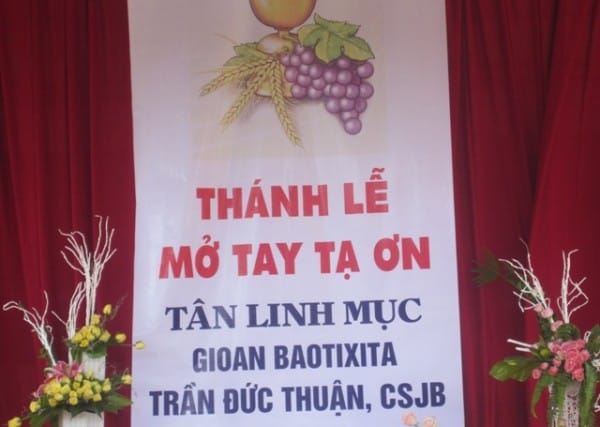 THÁNH LỄ
MỞ TAY TẠ ƠN
TÂN LINH MỤC
GIOAN BAOTIXITA
TRẦN ĐỨC THUẬN, CSJB